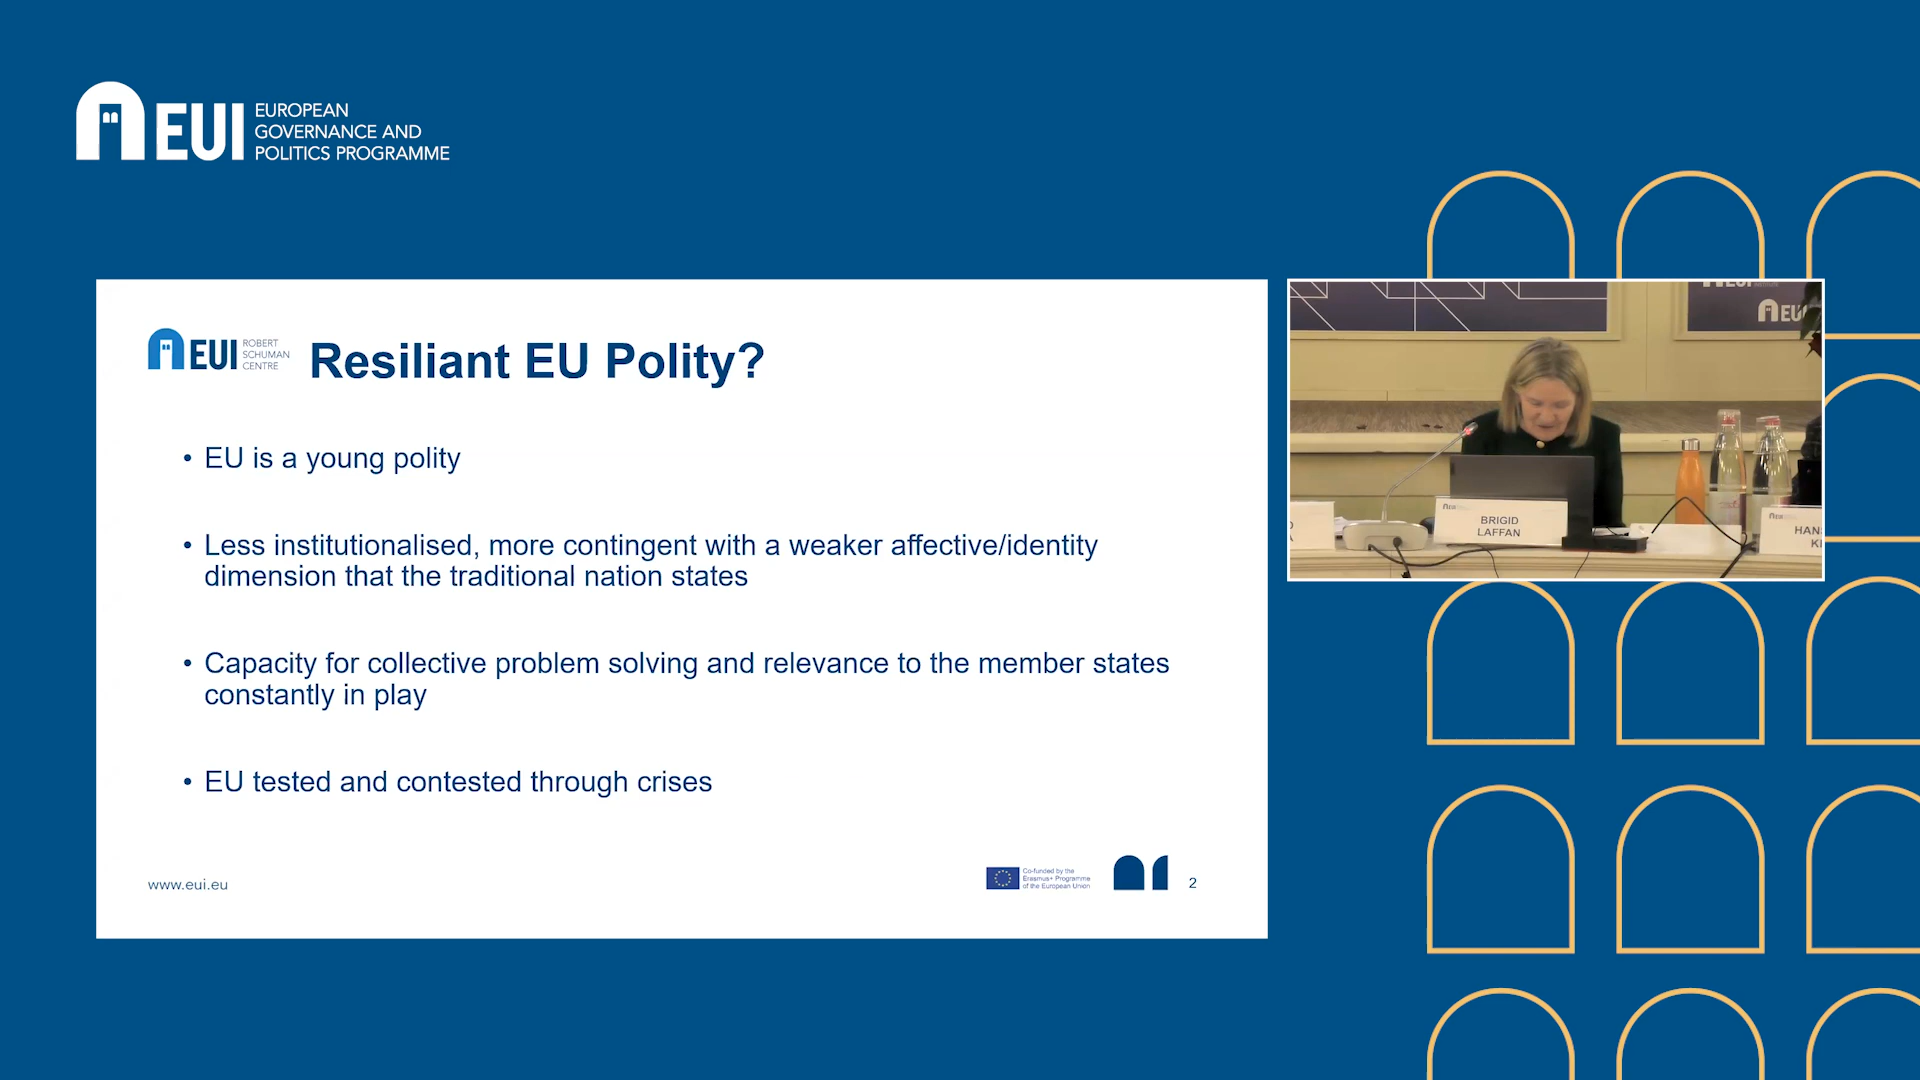 EUI
EUROPEAN
GOVERNANCE AND
POLITICS PROGRAMME
EUI
ROBERT
SCHUMAN
CENTRE
Resiliant EU Polity?
• EU is a young polity
• Less institutionalised, more contingent with a weaker affective/identity
dimension that the traditional nation states
• Capacity for collective problem solving and relevance to the member states
constantly in play
• EU tested and contested through crises
www.eui.eu
Co-funded by the
Erasmus+ Programme
of the European Union
2
EUI
BRIGID
LAFFAN